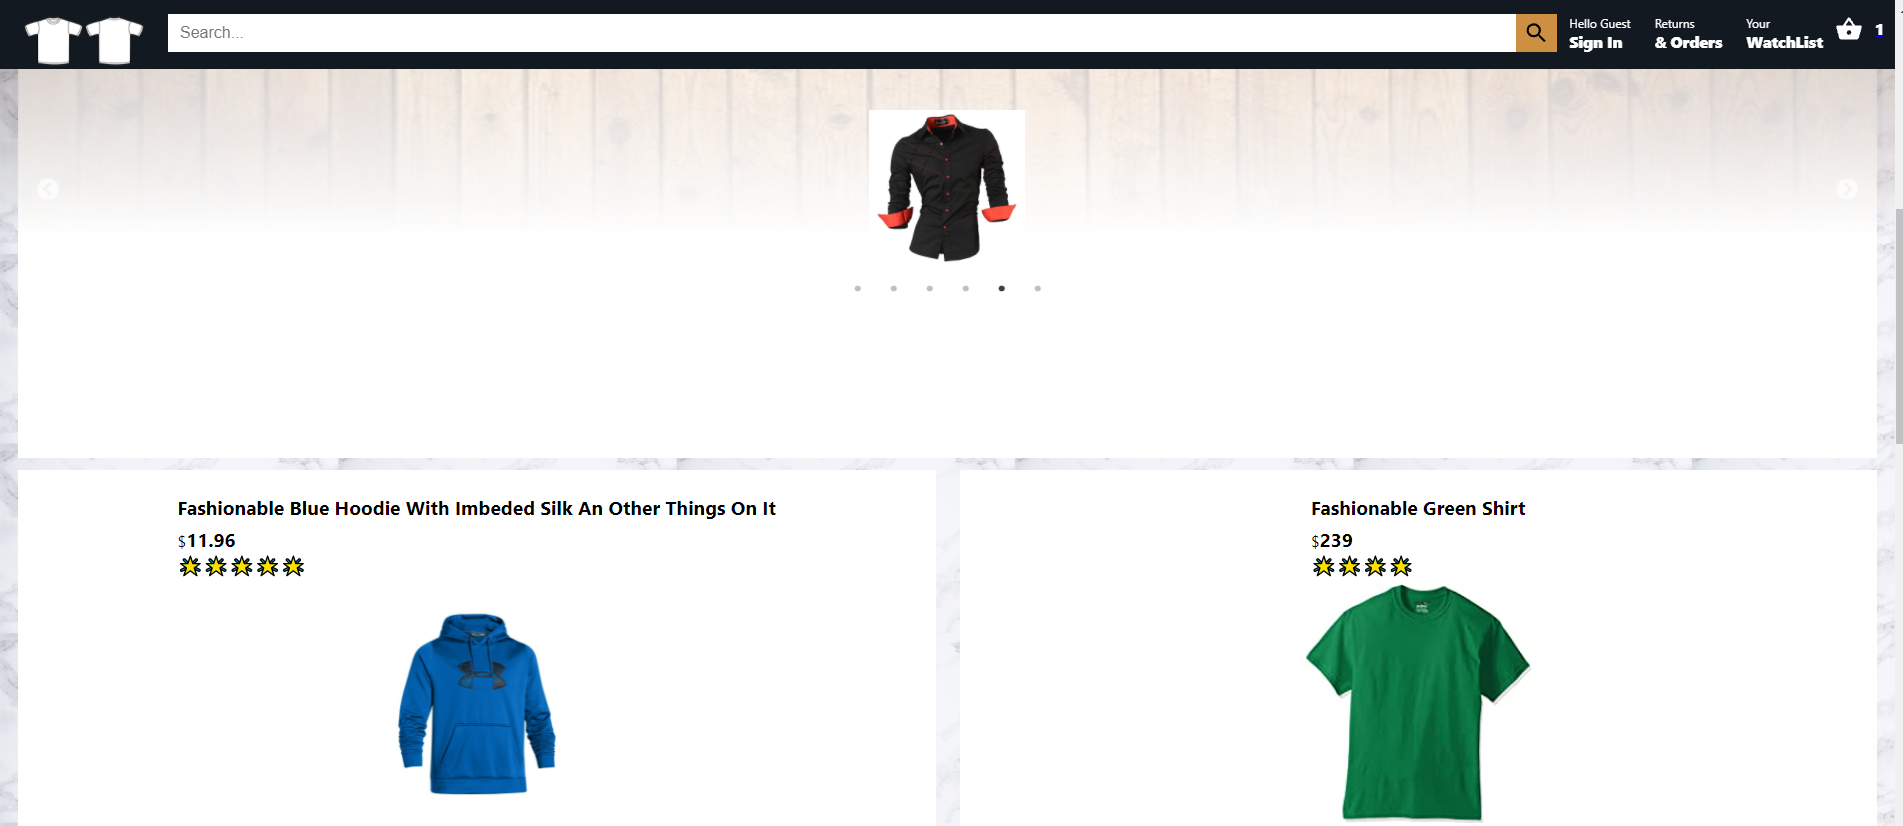 Search...
Hello Guest
Sign In
Returns
& Orders
Your
WatchList
1
Fashionable Blue Hoodie With Imbeded Silk An Other Things On It
$11.96
Fashionable Green Shirt
$239